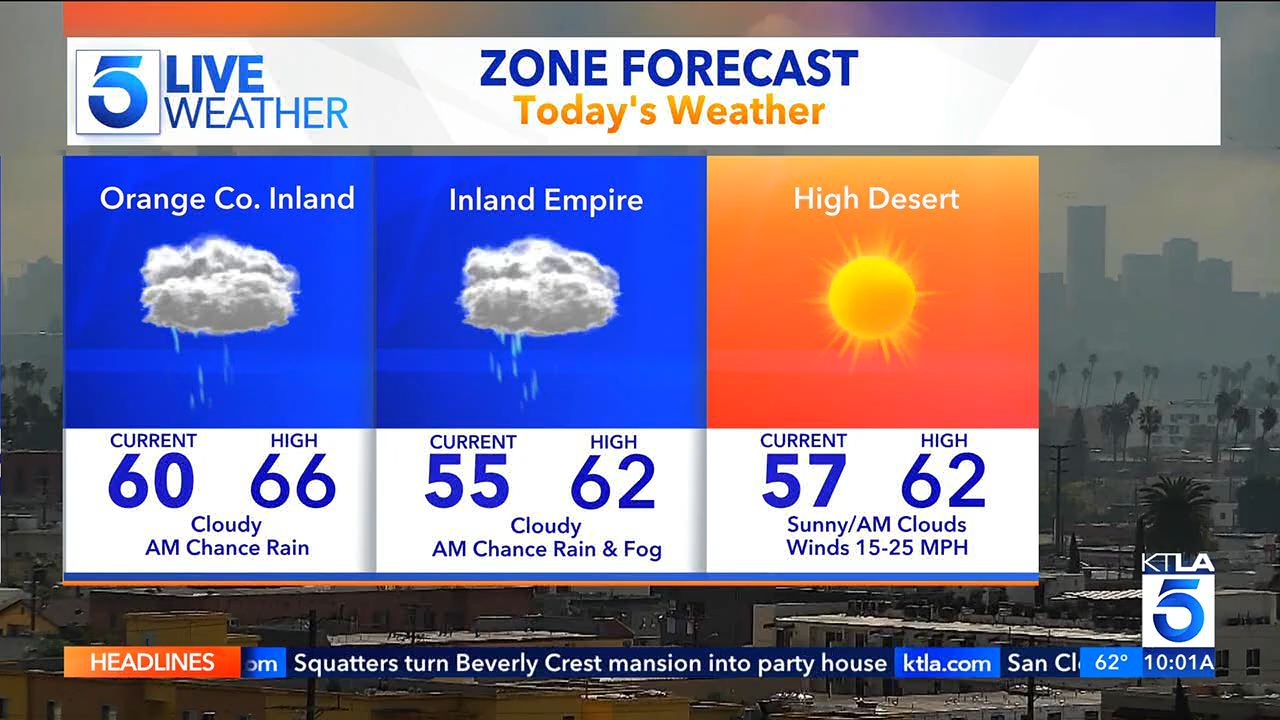 5 LIVE
WEATHER
ZONE FORECAST
Today's Weather
Orange Co. Inland
CURRENT HIGH
60 66
Cloudy
AM Chance Rain
Inland Empire
CURRENT HIGH
55 62
Cloudy
AM Chance Rain & Fog
High Desert
CURRENT HIGH
57 62
Sunny/AM Clouds
Winds 15-25 MPH
KTLA
5
HEADLINES om Squatters turn Beverly Crest mansion into party house ktla.com San Cl 62° 10:01A